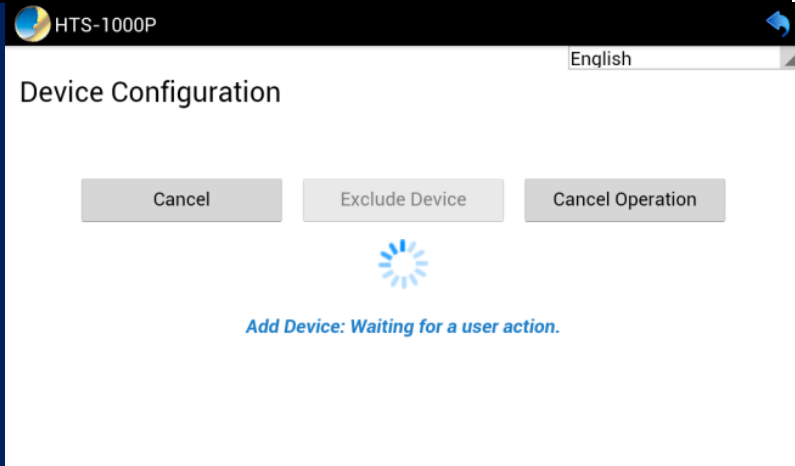 HTS-1000P
English
Device Configuration
Cancel
Exclude Device
Cancel Operation
Add Device: Waiting for a user action.